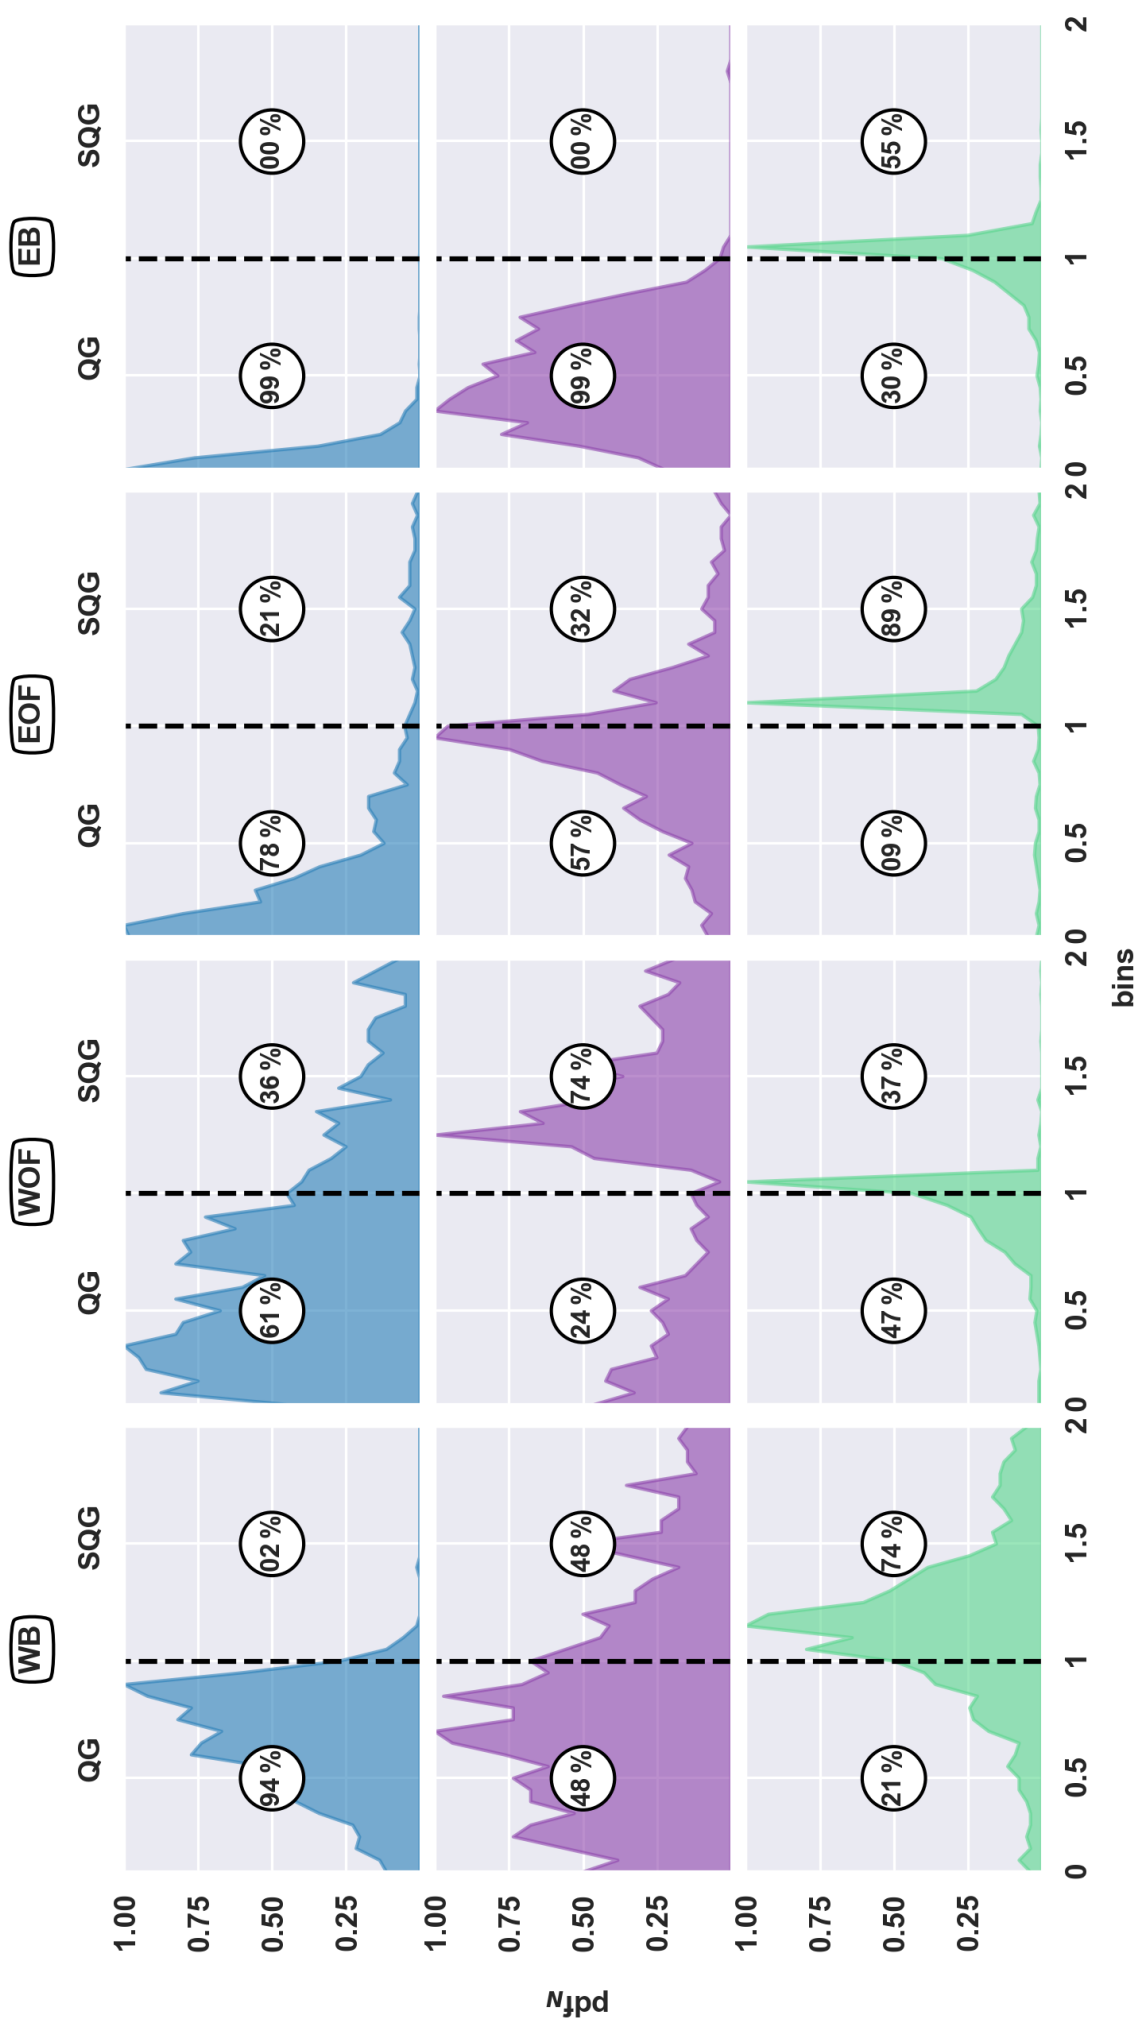 WB WOF EOF EB
QG SQG QG SQG QG SQG QG SQG
1.00
0.75
0.50
0.25
94 % 02 % 61 % 36 % 78 % 21 % 99 % 00 %
1.00
0.75
0.50
0.25
48 % 48 % 24 % 74 % 57 % 32 % 99 % 00 %
1.00
0.75
0.50
0.25
21 % 74 % 47 % 37 % 09 % 89 % 30 % 55 %
pdfN
0 0.5 1 1.5 2 0 0.5 1 1.5 2 0 0.5 1 1.5 2 0 0.5 1 1.5 2
bins